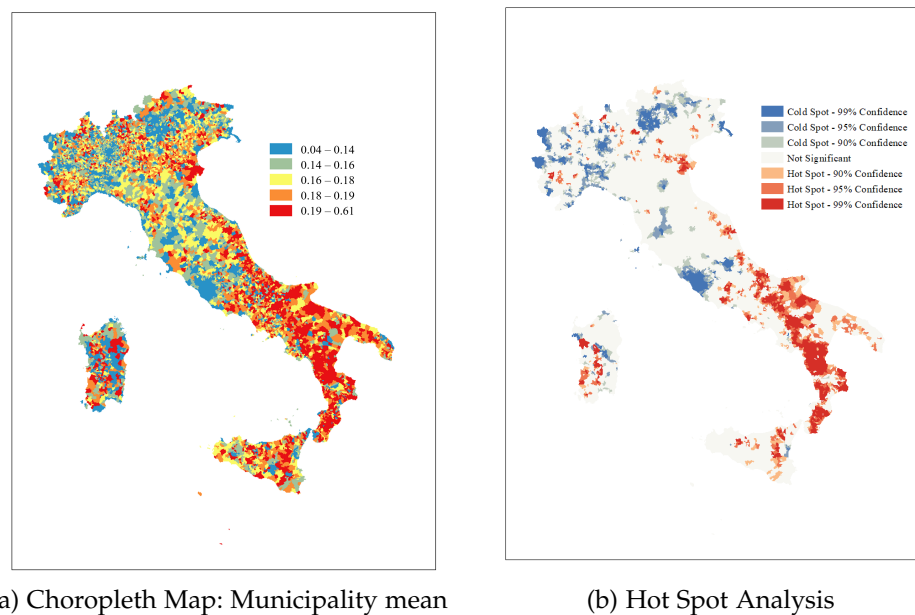 0.04 – 0.14
0.14 – 0.16
0.16 – 0.18
0.18 – 0.19
0.19 – 0.61
Cold Spot - 99% Confidence
Cold Spot - 95% Confidence
Cold Spot - 90% Confidence
Not Significant
Hot Spot - 90% Confidence
Hot Spot - 95% Confidence
Hot Spot - 99% Confidence
a) Choropleth Map: Municipality mean
(b) Hot Spot Analysis